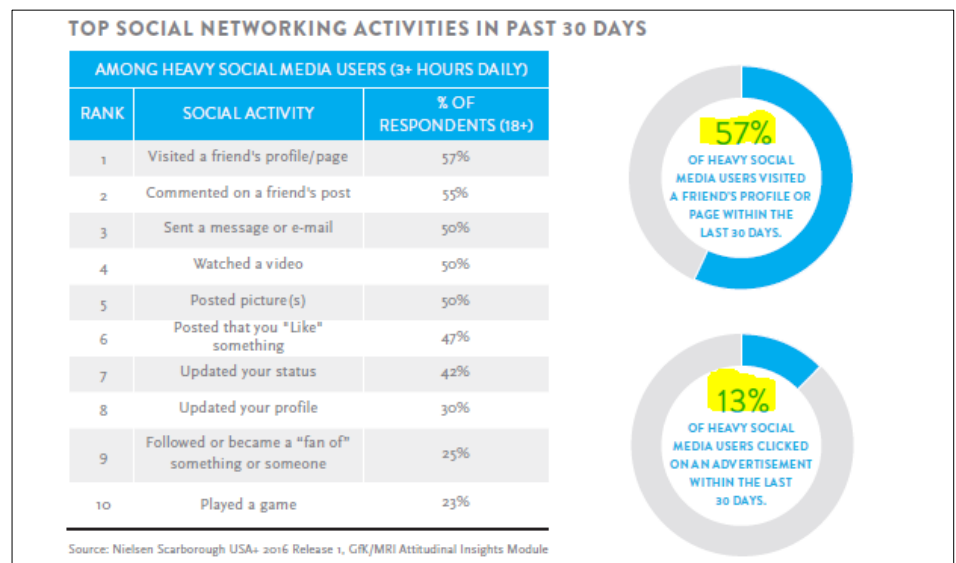 TOP SOCIAL NETWORKING ACTIVITIES IN PAST 30 DAYS
AMONG HEAVY SOCIAL MEDIA USERS (3+ HOURS DAILY)
RANK SOCIAL ACTIVITY % OF RESPONDENTS (18+)
1 Visited a friend's profile/page 57%
2 Commented on a friend's post 55%
3 Sent a message or e-mail 50%
4 Watched a video 50%
5 Posted picture(s) 50%
6 Posted that you "Like" something 47%
7 Updated your status 42%
8 Updated your profile 30%
9 Followed or became a “fan of” something or someone 25%
10 Played a game 23%
Source: Nielsen Scarborough USA+ 2016 Release 1, GfK/MRI Attitudinal Insights Module
57%
OF HEAVY SOCIAL
MEDIA USERS VISITED
A FRIEND'S PROFILE OR
PAGE WITHIN THE
LAST 30 DAYS.
13%
OF HEAVY SOCIAL
MEDIA USERS CLICKED
ON AN ADVERTISEMENT
WITHIN THE LAST
30 DAYS.